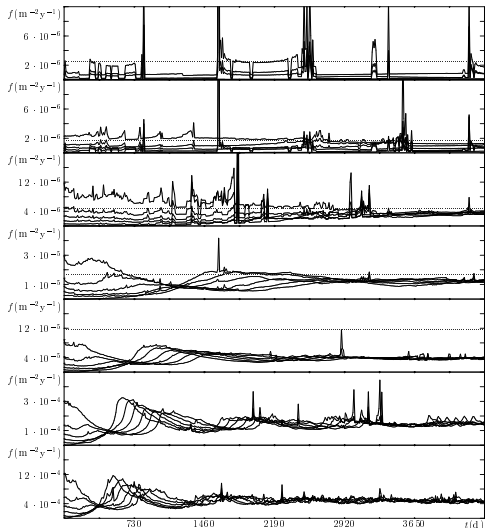 f(m⁻²y⁻¹)
6 · 10⁻⁶
2 · 10⁻⁶
f(m⁻²y⁻¹)
6 · 10⁻⁶
2 · 10⁻⁶
f(m⁻²y⁻¹)
12 · 10⁻⁶
4 · 10⁻⁶
f(m⁻²y⁻¹)
3 · 10⁻⁵
1 · 10⁻⁵
f(m⁻²y⁻¹)
12 · 10⁻⁵
4 · 10⁻⁵
f(m⁻²y⁻¹)
3 · 10⁻⁴
1 · 10⁻⁴
f(m⁻²y⁻¹)
12 · 10⁻⁴
4 · 10⁻⁴
730 1460 2190 2920 3650 t(d)